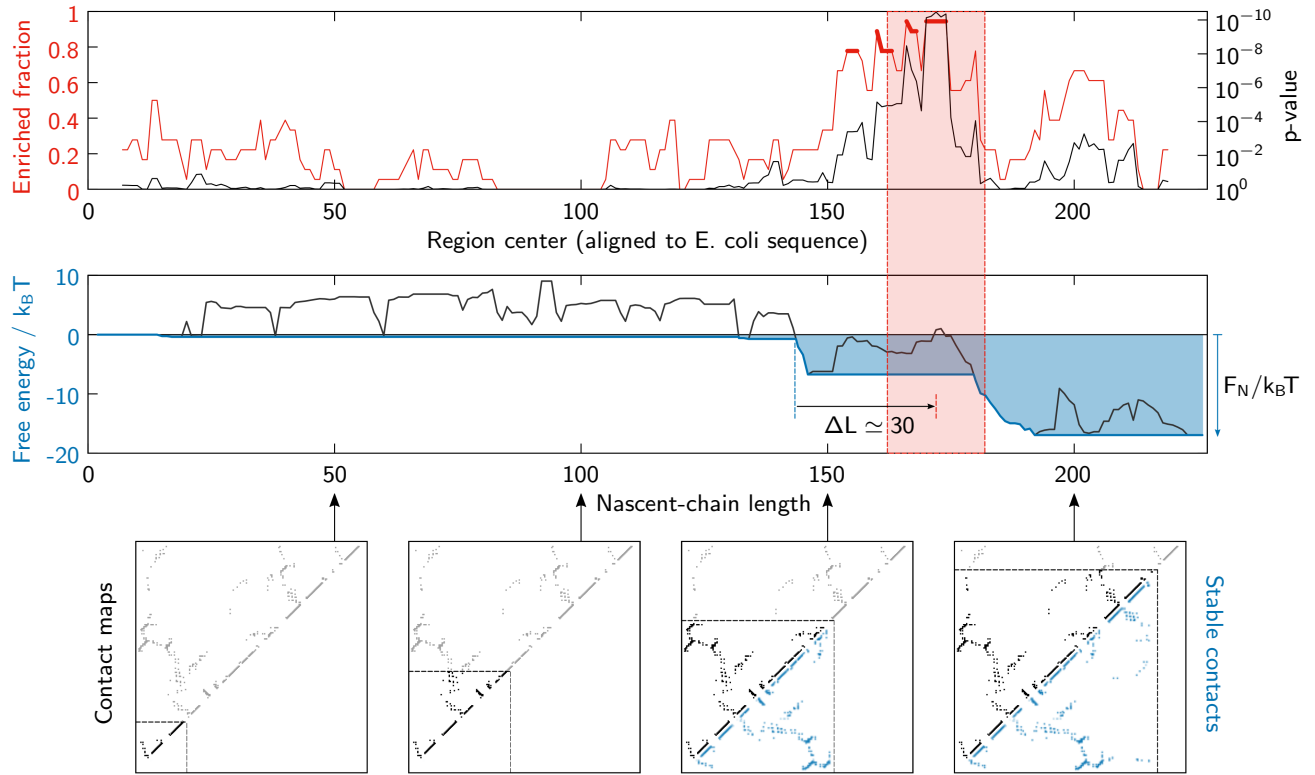 Enriched fraction
1
0.8
0.6
0.4
0.2
0
10⁻¹⁰
10⁻⁸
10⁻⁶
10⁻⁴
10⁻²
10⁰
p-value
0 50 100 150 200
Region center (aligned to E. coli sequence)
Free energy / k_BT
10
0
-10
-20
F_N/k_BT
ΔL ≃ 30
0 50 100 150 200
Nascent-chain length
Contact maps
Stable contacts